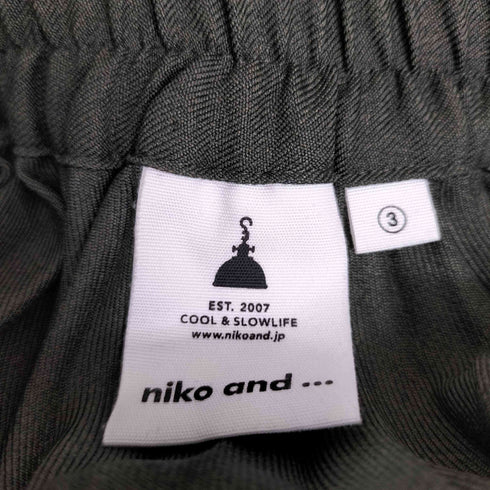 ③
EST. 2007
COOL & SLOWLIFE
www.nikoand.jp
niko and ...